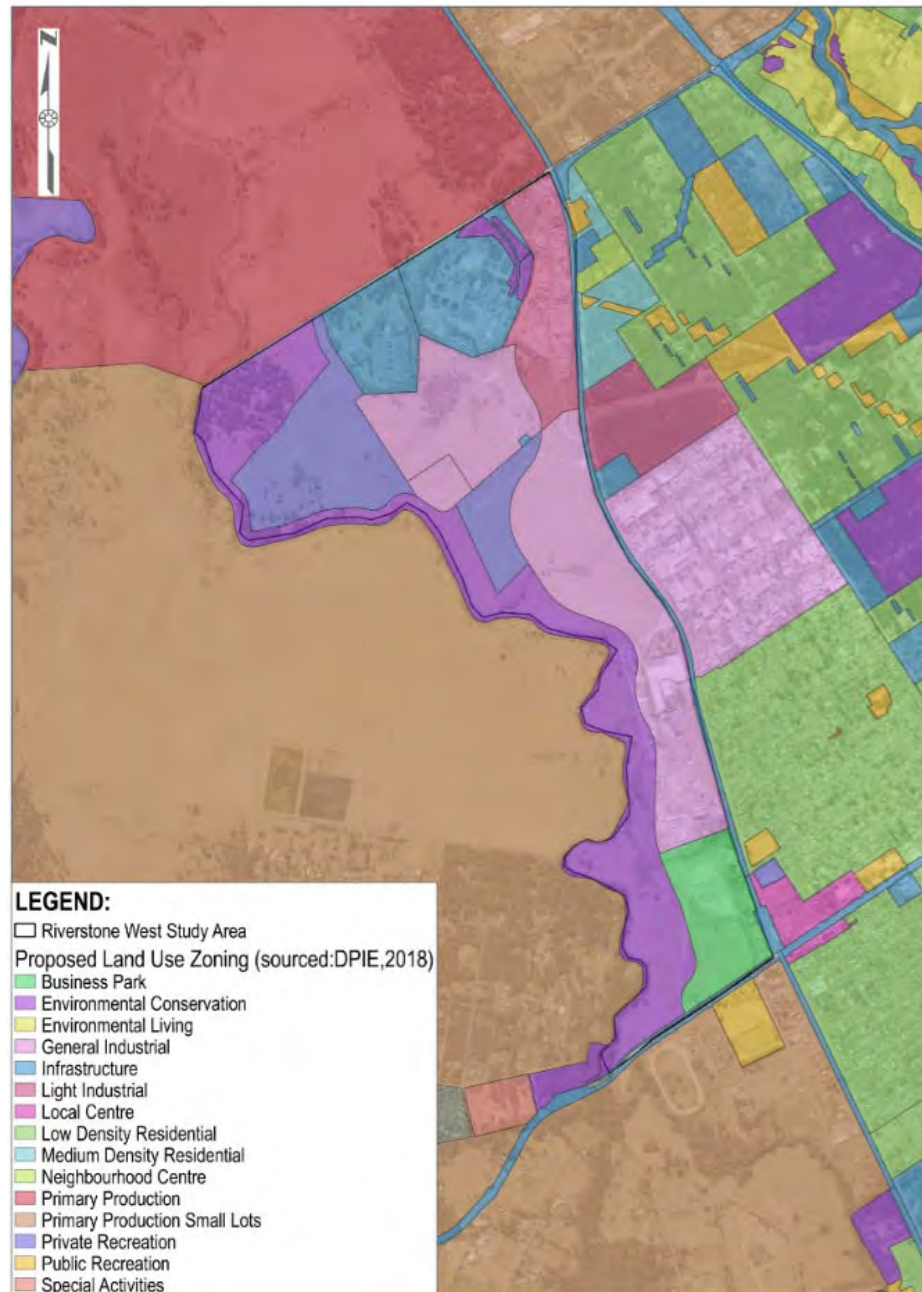 N
LEGEND:
Riverstone West Study Area
Proposed Land Use Zoning (sourced:DPIE,2018)
Business Park
Environmental Conservation
Environmental Living
General Industrial
Infrastructure
Light Industrial
Local Centre
Low Density Residential
Medium Density Residential
Neighbourhood Centre
Primary Production
Primary Production Small Lots
Private Recreation
Public Recreation
Special Activities